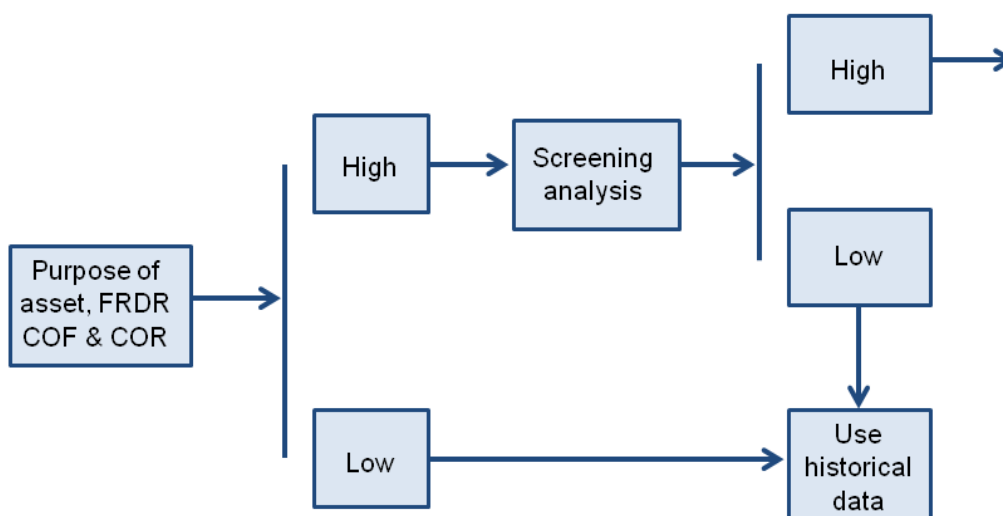 High
High
Screening
analysis
Low
Purpose of
asset, FRDR
COF & COR
Low
Use
historical
data